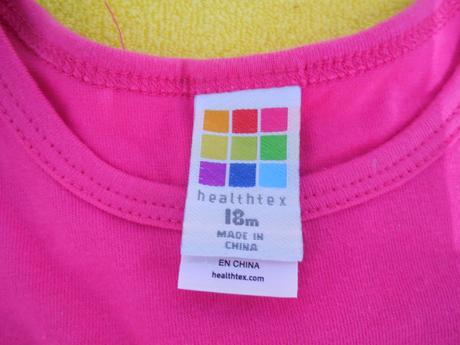 healthtex
18m
MADE IN
CHINA
EN CHINA
healthtex.com